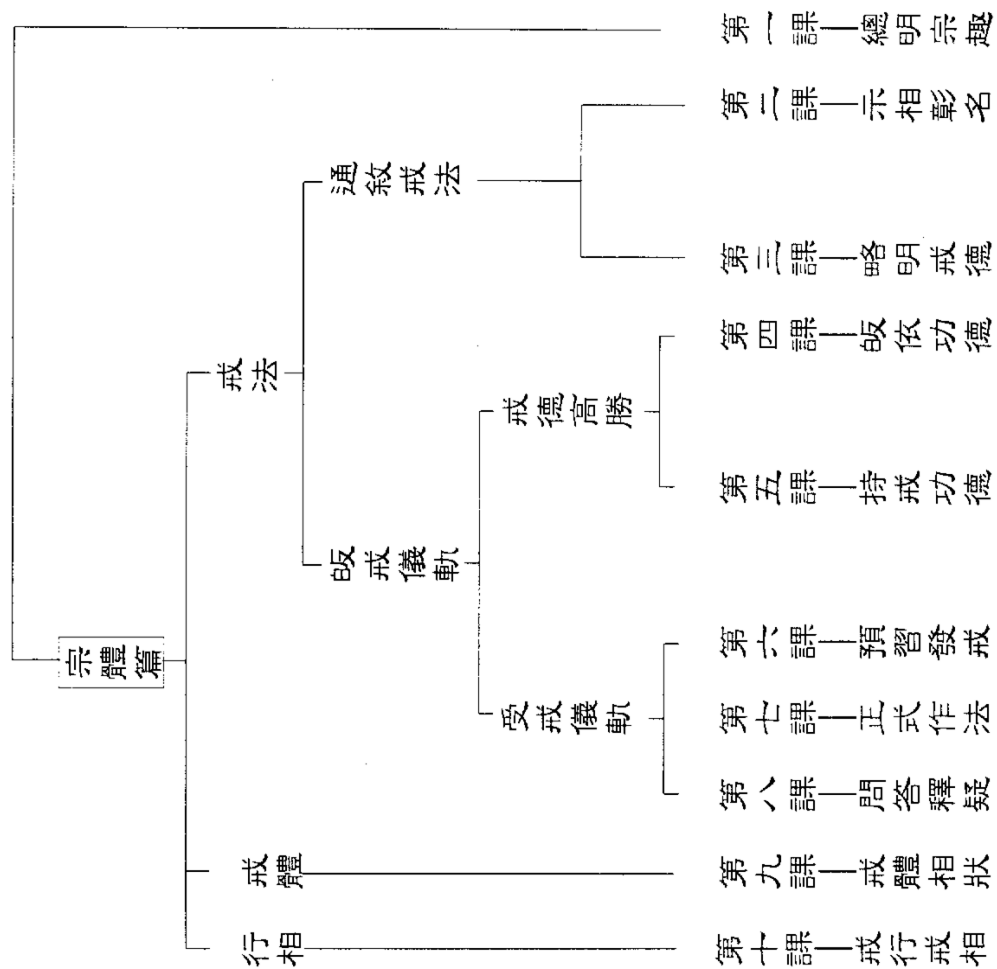 宗體篇
第一課—總明宗趣
戒法
通敘戒法
第二課—示相彰名
第三課—略明戒德
皈戒儀軌
戒德高勝
第四課—皈依功德
第五課—持戒功德
受戒儀軌
第六課—預習發戒
第七課—正式作法
第八課—問答釋疑
戒體
第九課—戒體相狀
行相
第十課—戒行戒相